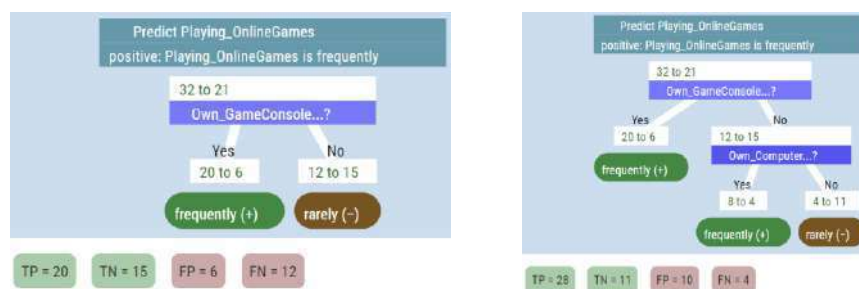 Predict Playing_OnlineGames
positive: Playing_OnlineGames is frequently
32 to 21
Own_GameConsole...?
Yes No
20 to 6 12 to 15
frequently (+) rarely (−)
TP = 20 TN = 15 FP = 6 FN = 12
Predict Playing_OnlineGames
positive: Playing_OnlineGames is frequently
32 to 21
Own_GameConsole...?
Yes No
20 to 6 12 to 15
frequently (+) Own_Computer...?
Yes No
8 to 4 4 to 11
frequently (+) rarely (−)
TP = 28 TN = 11 FP = 10 FN = 4